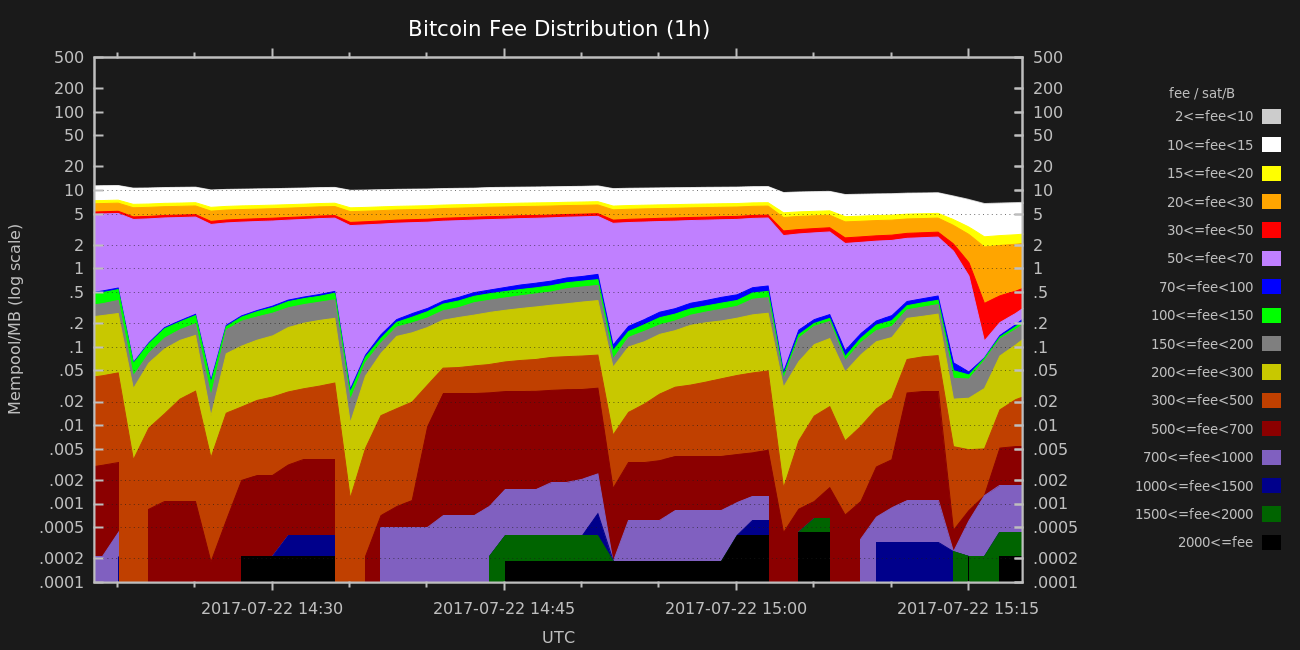 Bitcoin Fee Distribution (1h)
Mempool/MB (log scale)
500
200
100
50
20
10
5
2
1
.5
.2
.1
.05
.02
.01
.005
.002
.001
.0005
.0002
.0001
500
200
100
50
20
10
5
2
1
.5
.2
.1
.05
.02
.01
.005
.002
.001
.0005
.0002
.0001
2017-07-22 14:30
2017-07-22 14:45
2017-07-22 15:00
2017-07-22 15:15
UTC
fee / sat/B
2<=fee<10
10<=fee<15
15<=fee<20
20<=fee<30
30<=fee<50
50<=fee<70
70<=fee<100
100<=fee<150
150<=fee<200
200<=fee<300
300<=fee<500
500<=fee<700
700<=fee<1000
1000<=fee<1500
1500<=fee<2000
2000<=fee